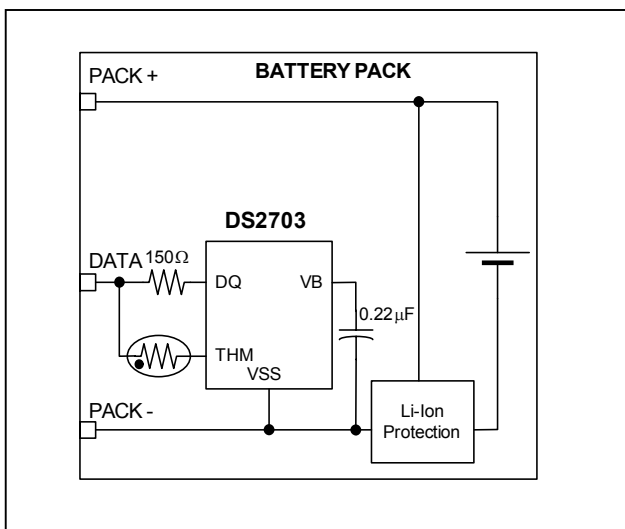 PACK +
BATTERY PACK
DS2703
DATA
150Ω
DQ
VB
0.22μF
THM
VSS
PACK -
Li-Ion
Protection